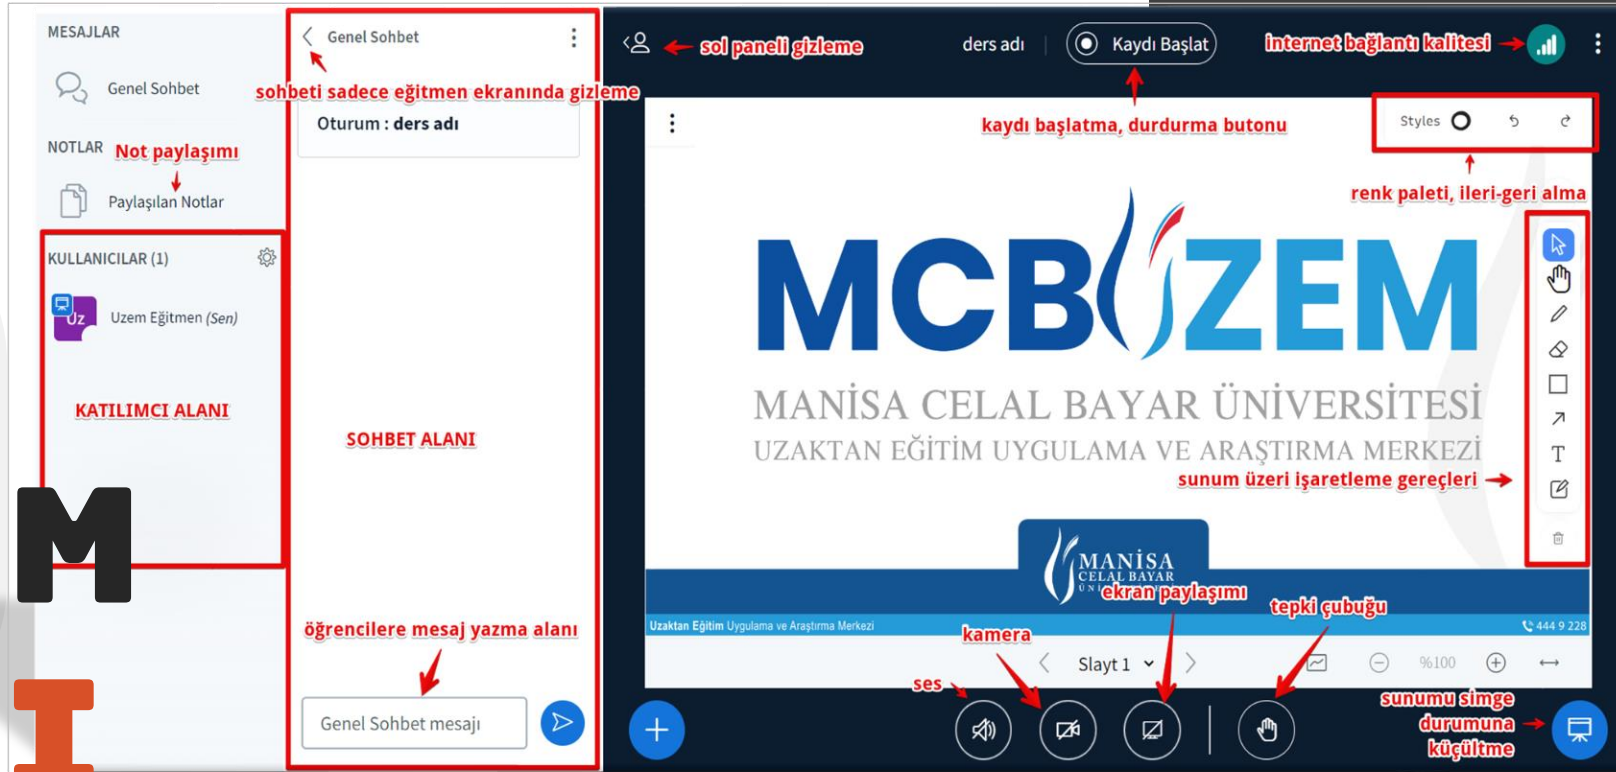 MESAJLAR
Genel Sohbet
NOTLAR
Not paylaşımı
Paylaşılan Notlar
KULLANICILAR (1)
Uz
Uzem Eğitmen (Sen)
KATILIMCI ALANI
M
I
Genel Sohbet
sohbeti sadece eğitmen ekranında gizleme
Oturum : ders adı
SOHBET ALANI
öğrencilere mesaj yazma alanı
Genel Sohbet mesajı
sol paneli gizleme
ders adı
Kaydı Başlat
internet bağlantı kalitesi
kaydı başlatma, durdurma butonu
Styles
renk paleti, ileri-geri alma
MCBÜZEM
MANİSA CELAL BAYAR ÜNİVERSİTESİ
UZAKTAN EĞİTİM UYGULAMA VE ARAŞTIRMA MERKEZİ
T
sunum üzeri işaretleme gereçleri
MANİSA
CELAL BAYAR
ekran paylaşımı
tepki çubuğu
Uzaktan Eğitim Uygulama ve Araştırma Merkezi
444 9 228
kamera
Slayt 1
%100
ses
sunumu simge
durumuna
küçültme